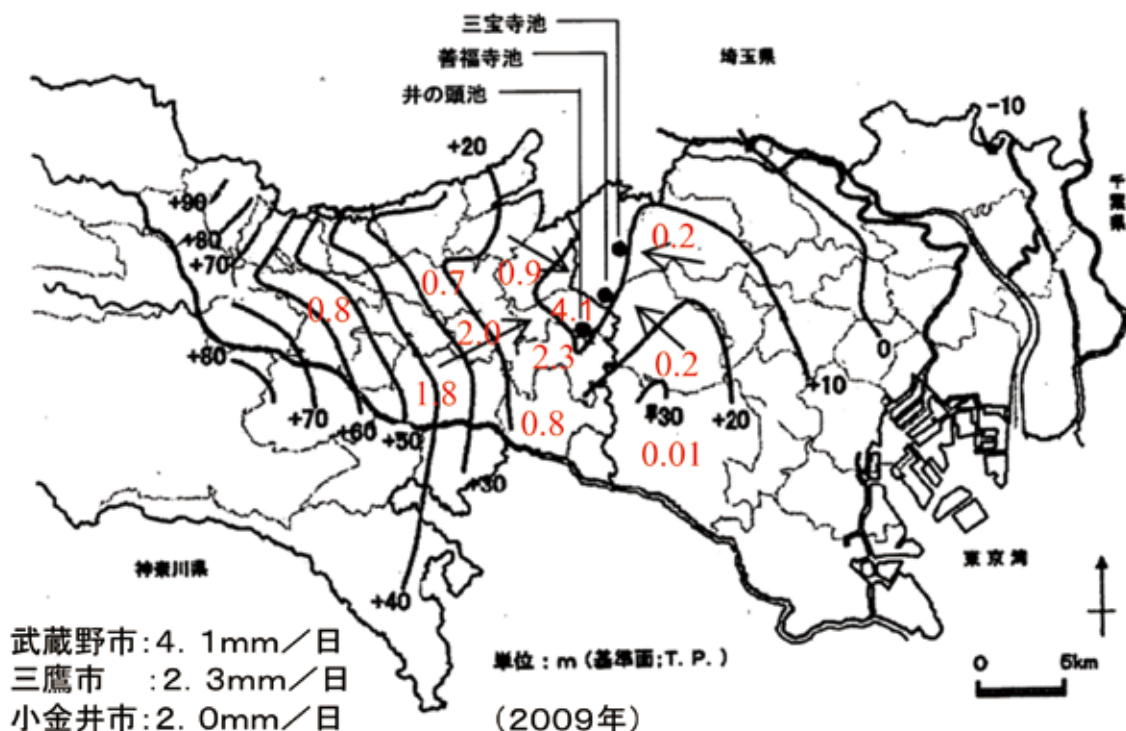 三宝寺池
善福寺池
井の頭池
埼玉県
-10
千葉県
+20
+90
+80
+70
0.2
0.9
0.7
0.8
4.1
2.0
2.3
0.2
+80
0
+10
1.8
+70
+60
+50
0.8
+20
0.01
+30
東京湾
神奈川県
+40
武蔵野市:4.1mm/日
三鷹市 :2.3mm/日
小金井市:2.0mm/日
単位:m(基準面;T.P.)
(2009年)
0 5km